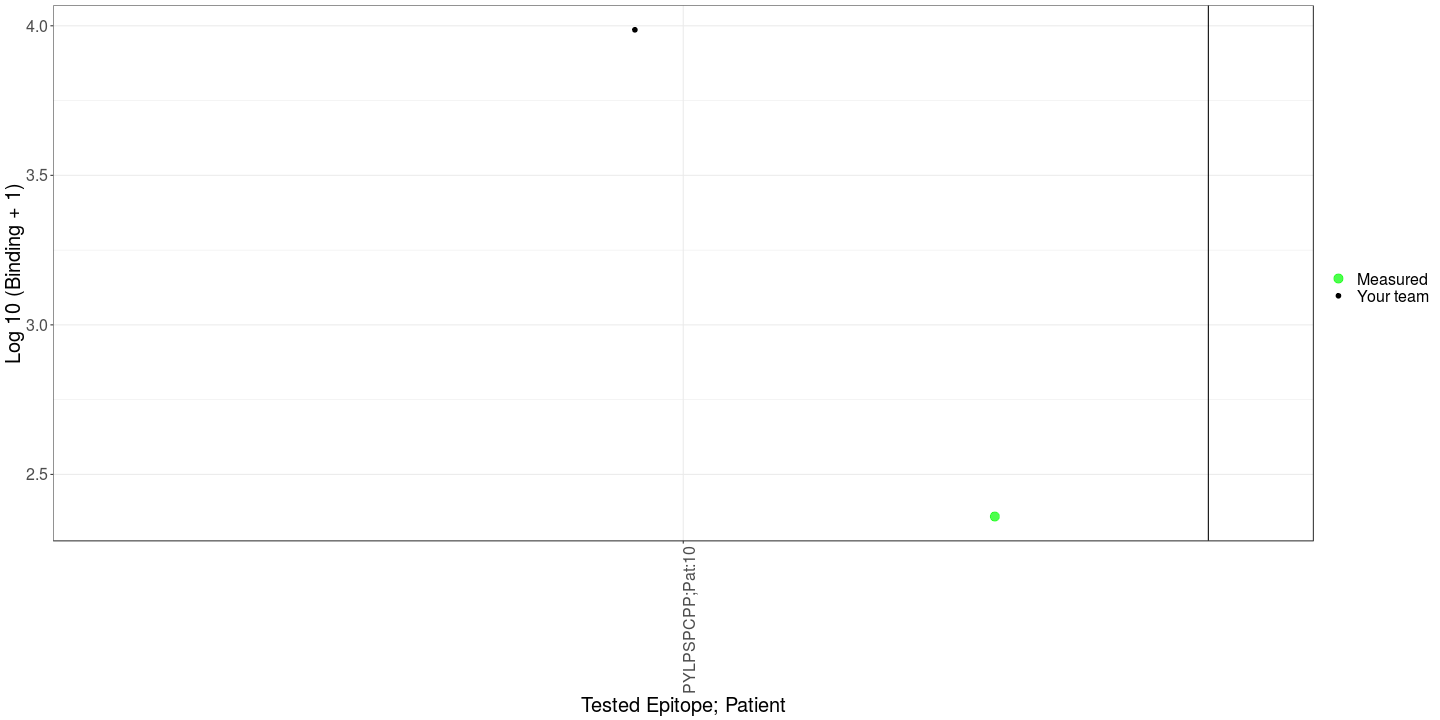 4.0
3.5
3.0
2.5
Log 10 (Binding + 1)
PYLPSPCPP;Pat:10
Tested Epitope; Patient
Measured
Your team